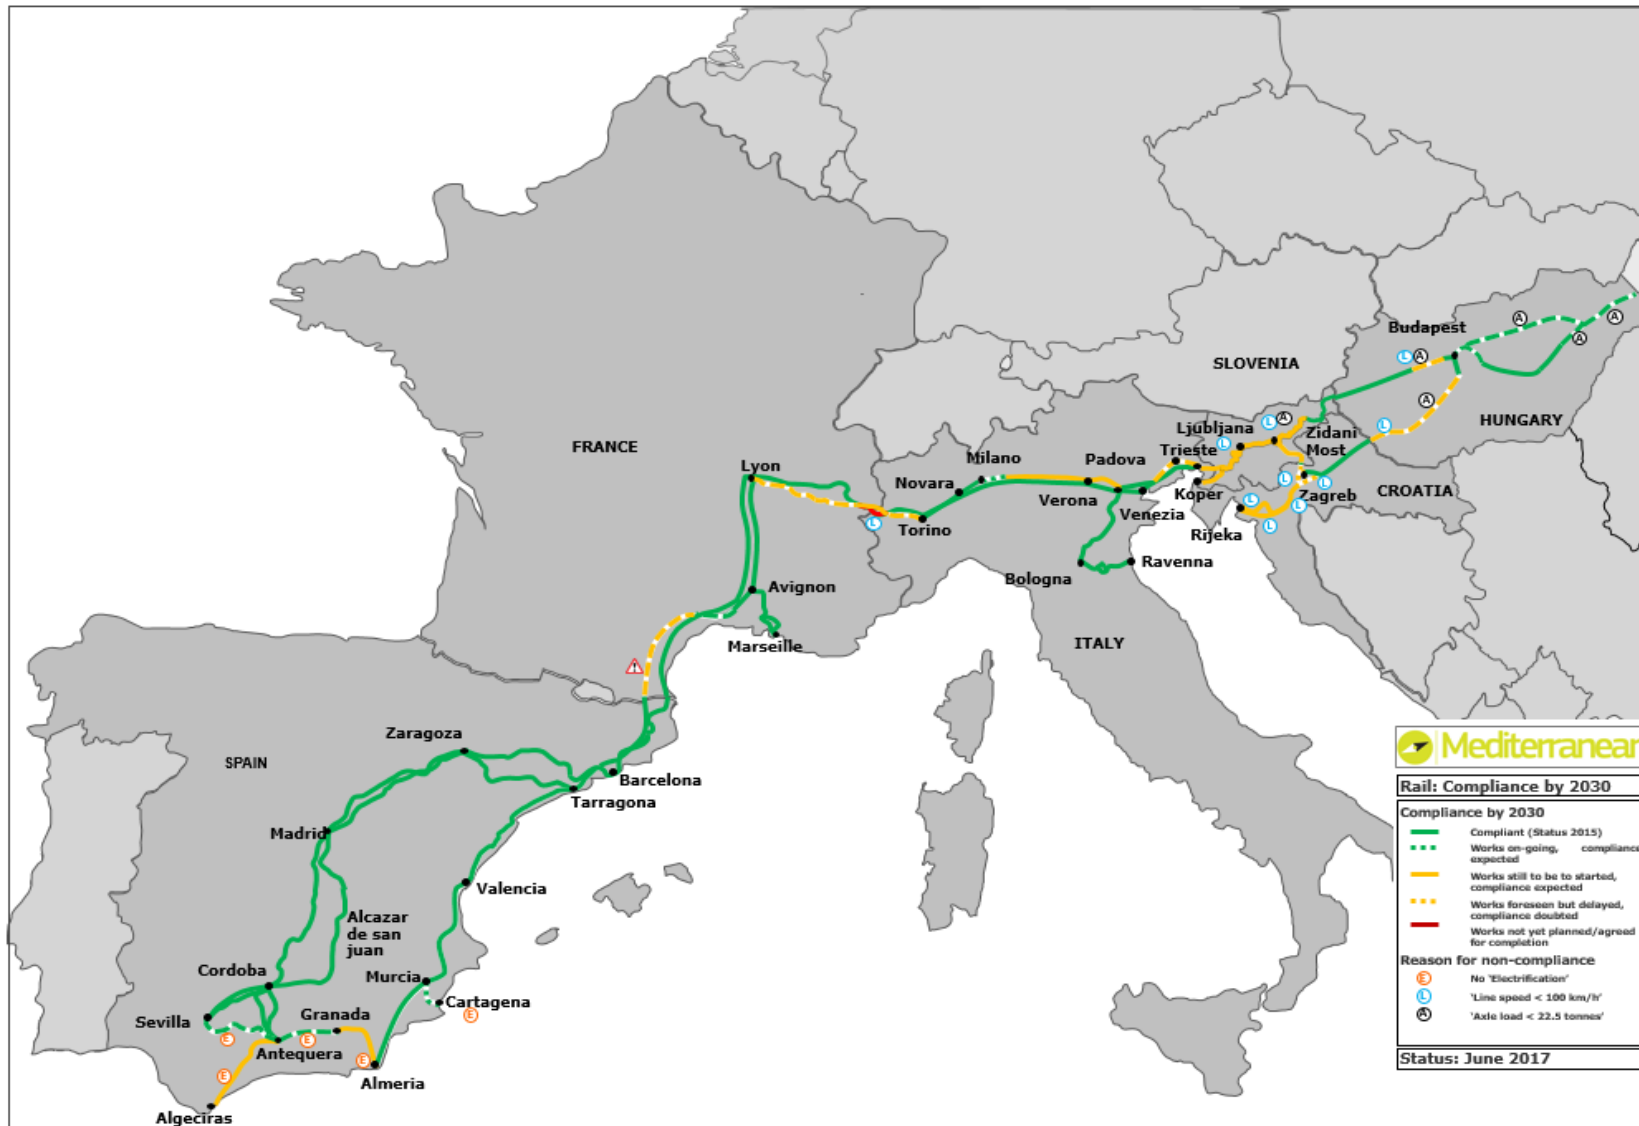 Budapest
L A
A
A
A
SLOVENIA
HUNGARY
A
L
L A
Ljubljana
L
Zidani
Most
FRANCE
Milano
Padova
Trieste
Lyon
Novara
Verona
Koper
L
L
Zagreb
CROATIA
Venezia
L
L
Torino
L
Rijeka
L
Bologna
Ravenna
Avignon
Marseille
ITALY
!
Zaragoza
SPAIN
Barcelona
Tarragona
Madrid
Valencia
Alcazar
de san
juan
Cordoba
Murcia
Cartagena
E
Sevilla
Granada
E
E
Antequera
E
E
Almeria
Algeciras
Mediterranean
Rail: Compliance by 2030
Compliance by 2030
Compliant (Status 2015)
Works on-going, compliance
expected
Works still to be to started,
compliance expected
Works foreseen but delayed,
compliance doubted
Works not yet planned/agreed
for completion
Reason for non-compliance
E No 'Electrification'
L 'Line speed < 100 km/h'
A 'Axle load < 22.5 tonnes'
Status: June 2017